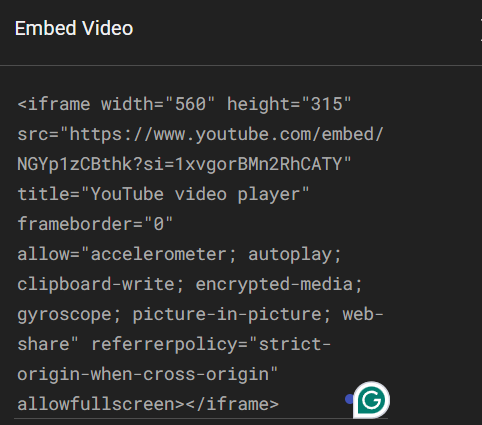 Embed Video
<iframe width="560" height="315"
src="https://www.youtube.com/embed/
NGYp1zCBthk?si=1xvgorBMn2RhCATY"
title="YouTube video player"
frameborder="0"
allow="accelerometer; autoplay;
clipboard-write; encrypted-media;
gyroscope; picture-in-picture; web-
share" referrerpolicy="strict-
origin-when-cross-origin"
allowfullscreen></iframe>